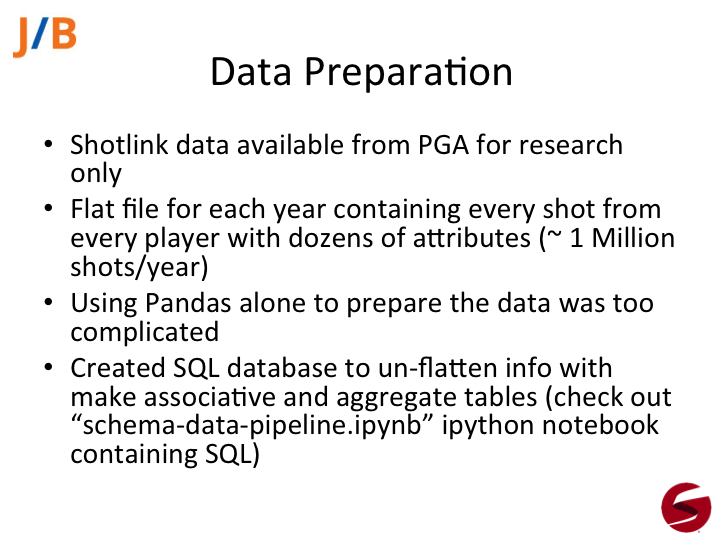 J/B
Data Preparation
• Shotlink data available from PGA for research
only
• Flat file for each year containing every shot from
every player with dozens of attributes (~ 1 Million
shots/year)
• Using Pandas alone to prepare the data was too
complicated
• Created SQL database to un-flatten info with
make associative and aggregate tables (check out
“schema-data-pipeline.ipynb” ipython notebook
containing SQL)
S